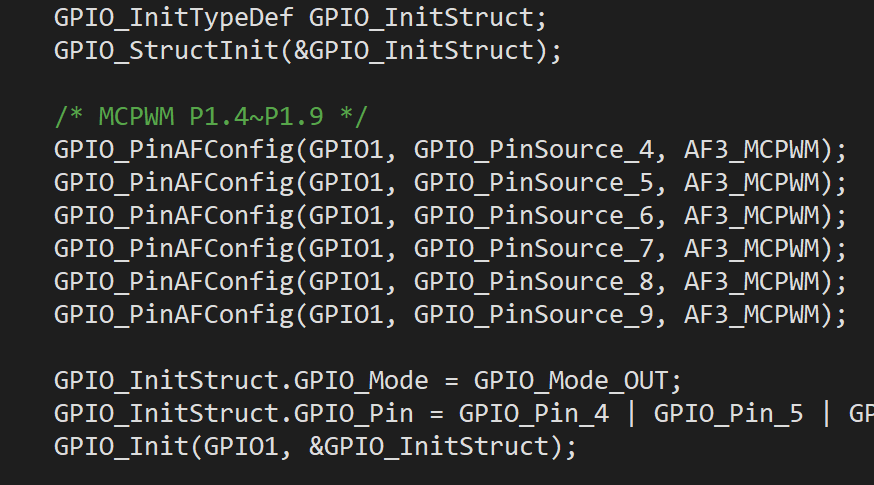 GPIO_InitTypeDef GPIO_InitStruct;
GPIO_StructInit(&GPIO_InitStruct);
/* MCPWM P1.4~P1.9 */
GPIO_PinAFConfig(GPIO1, GPIO_PinSource_4, AF3_MCPWM);
GPIO_PinAFConfig(GPIO1, GPIO_PinSource_5, AF3_MCPWM);
GPIO_PinAFConfig(GPIO1, GPIO_PinSource_6, AF3_MCPWM);
GPIO_PinAFConfig(GPIO1, GPIO_PinSource_7, AF3_MCPWM);
GPIO_PinAFConfig(GPIO1, GPIO_PinSource_8, AF3_MCPWM);
GPIO_PinAFConfig(GPIO1, GPIO_PinSource_9, AF3_MCPWM);
GPIO_InitStruct.GPIO_Mode = GPIO_Mode_OUT;
GPIO_InitStruct.GPIO_Pin = GPIO_Pin_4 | GPIO_Pin_5 | GP
GPIO_Init(GPIO1, &GPIO_InitStruct);